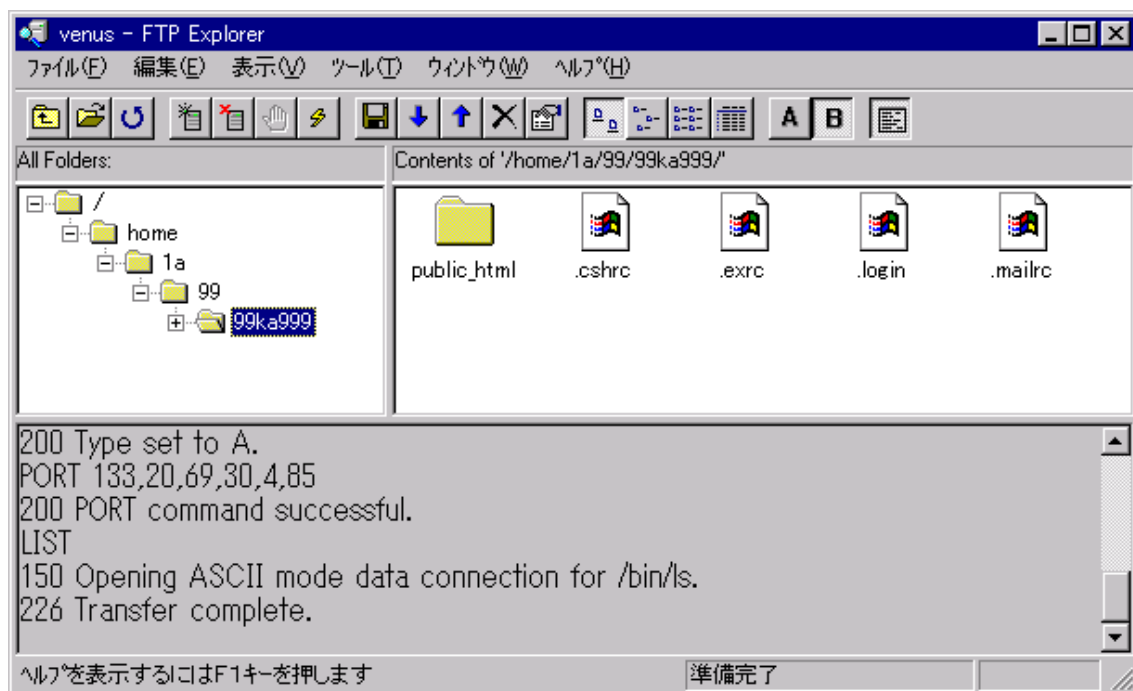 venus - FTP Explorer
ﾌｧｲﾙ(F) 編集(E) 表示(V) ﾂｰﾙ(T) ｳｨﾝﾄﾞｳ(W) ﾍﾙﾌﾟ(H)
A B
All Folders:
Contents of '/home/1a/99/99ka999/'
/
home
1a
99
99ka999
public_html .cshrc .exrc .login .mailrc
200 Type set to A.
PORT 133,20,69,30,4,85
200 PORT command successful.
LIST
150 Opening ASCII mode data connection for /bin/ls.
226 Transfer complete.
ﾍﾙﾌﾟを表示するにはF1ｷｰを押します
準備完了